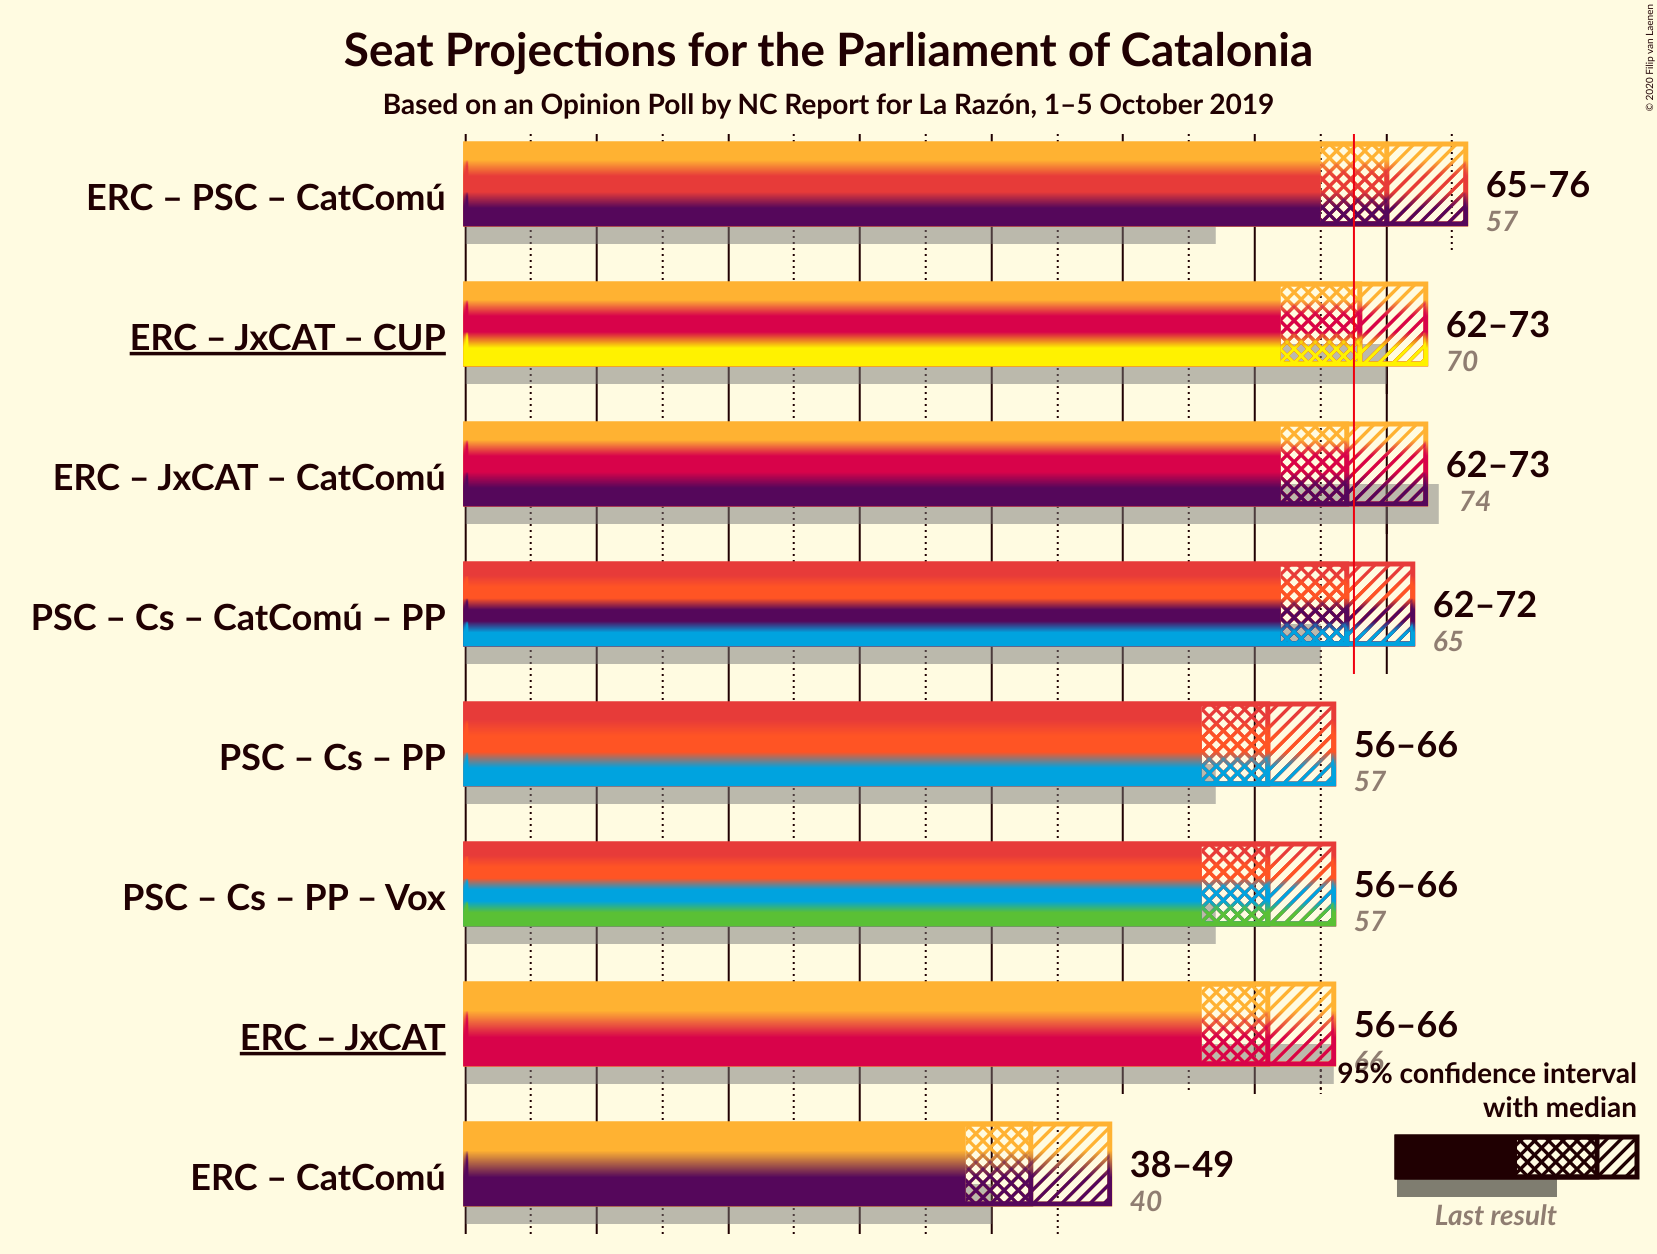 Seat Projections for the Parliament of Catalonia
Based on an Opinion Poll by NC Report for La Razón, 1–5 October 2019
© 2020 Filip van Laenen
ERC – PSC – CatComú
65–76
57
ERC – JxCAT – CUP
62–73
70
ERC – JxCAT – CatComú
62–73
74
PSC – Cs – CatComú – PP
62–72
65
PSC – Cs – PP
56–66
57
PSC – Cs – PP – Vox
56–66
57
ERC – JxCAT
56–66
66
95% confidence interval
with median
Last result
ERC – CatComú
38–49
40